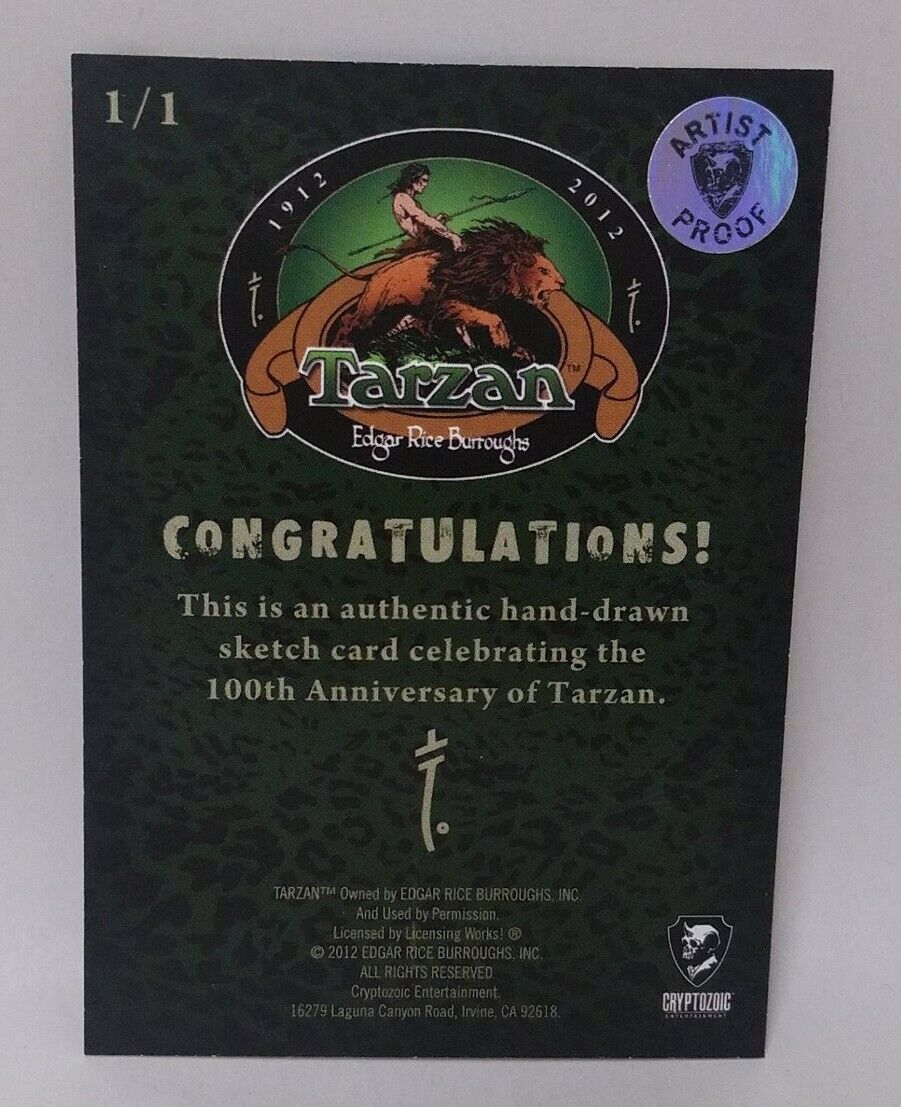 1/1
ARTIST
PROOF
1912
2012
Tarzan™
Edgar Rice Burroughs
CONGRATULATIONS!
This is an authentic hand-drawn
sketch card celebrating the
100th Anniversary of Tarzan.
TARZAN™ Owned by EDGAR RICE BURROUGHS, INC.
And Used by Permission.
Licensed by Licensing Works! ®
© 2012 EDGAR RICE BURROUGHS, INC.
ALL RIGHTS RESERVED
Cryptozoic Entertainment.
16279 Laguna Canyon Road, Irvine, CA 92618.
CRYPTOZOIC
ENTERTAINMENT